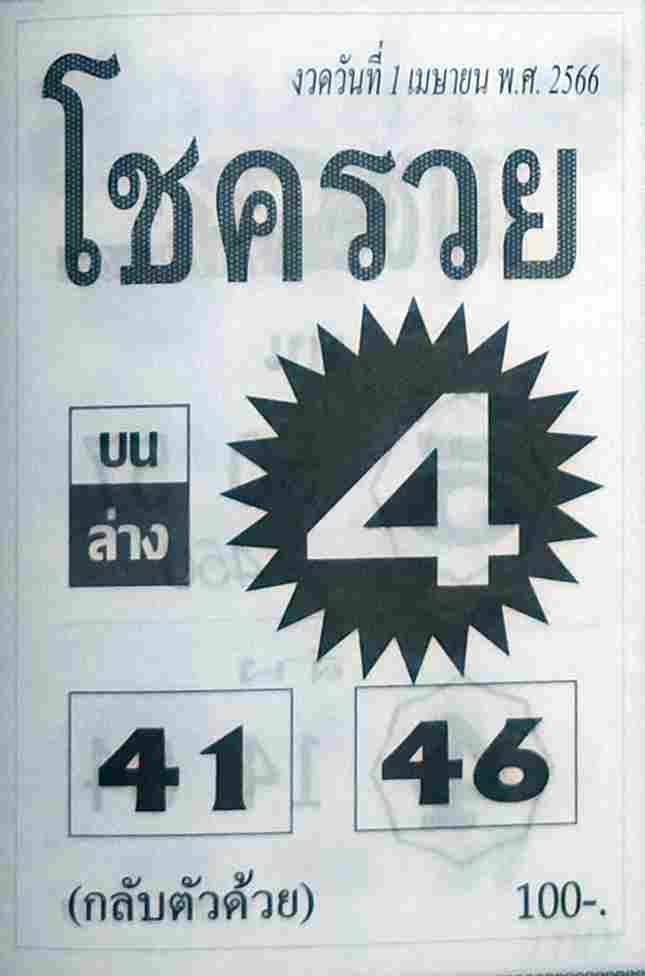 งวดวันที่ 1 เมษายน พ.ศ. 2566
โชครวย
บน
ล่าง
4
41 46
(กลับตัวด้วย) 100-.